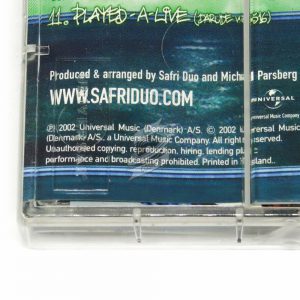 11. PLAYED-A-LIVE (DARUDE VS. JS16)
Produced & arranged by Safri Duo and Michael Parsberg
WWW.SAFRIDUO.COM
UNIVERSAL
Universal Music Company
℗ 2002 Universal Music (Denmark) A/S. © 2002 Universal Music
(Denmark) A/S., a Universal Music Company. All rights reserved.
Unauthorised copying, reproduction, hiring, lending, pu
performance and broadcasting prohibited. Printed in England.